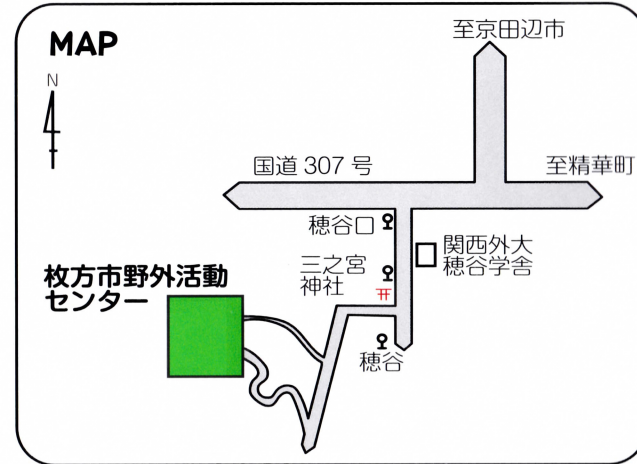 MAP
N
至京田辺市
国道 307 号
至精華町
穂谷口
関西外大
穂谷学舎
三之宮
神社
枚方市野外活動
センター
穂谷